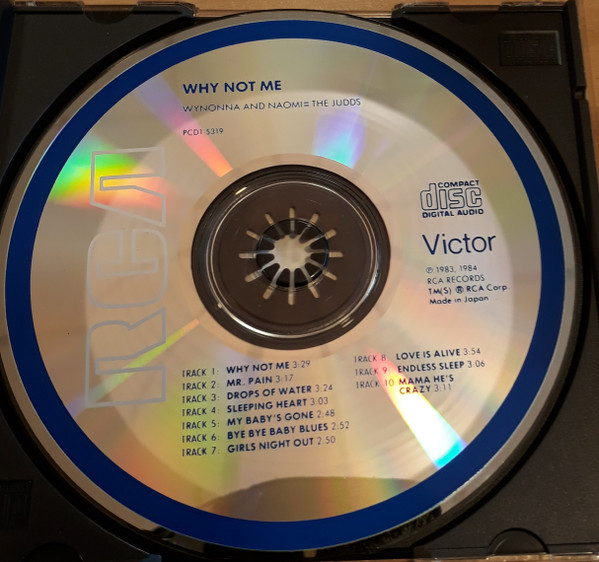 WHY NOT ME
WYNONNA AND NAOMI = THE JUDDS
PCD1-5319
RCA
COMPACT
disc
DIGITAL AUDIO
Victor
℗ 1983, 1984
RCA RECORDS
TM(S) ® RCA Corp.
Made in Japan
TRACK 1: WHY NOT ME 3:29
TRACK 2: MR. PAIN 3:17
TRACK 3: DROPS OF WATER 3:24
TRACK 4: SLEEPING HEART 3:03
TRACK 5: MY BABY'S GONE 2:48
TRACK 6: BYE BYE BABY BLUES 2:52
TRACK 7: GIRLS NIGHT OUT 2:50
TRACK 8 LOVE IS ALIVE 3:54
TRACK 9 ENDLESS SLEEP 3:06
TRACK 10 MAMA HE'S
CRAZY 3:11